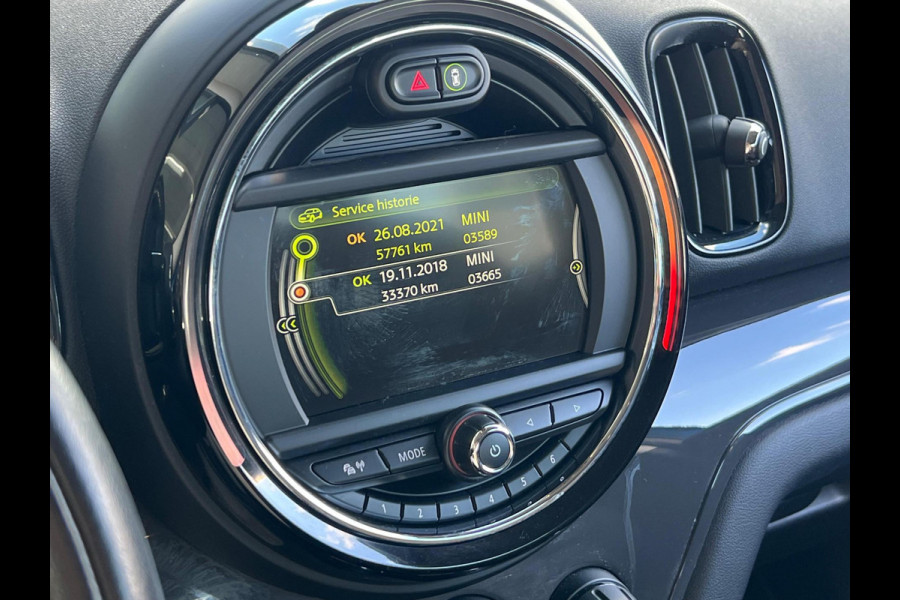 Service historie
OK 26.08.2021 MINI
57761 km 03589
OK 19.11.2018 MINI
33370 km 03665
MODE
1 2 3 4 5 6